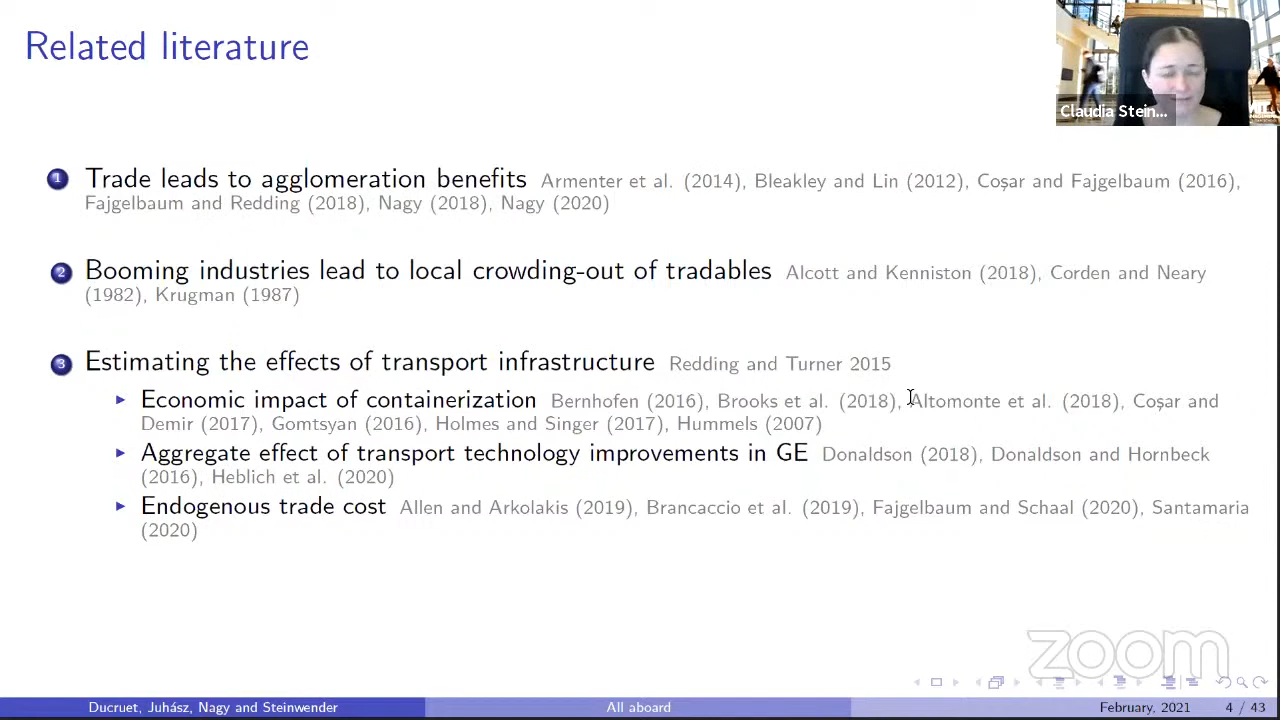 Related literature
Claudia Stein...
1 Trade leads to agglomeration benefits Armenter et al. (2014), Bleakley and Lin (2012), Coşar and Fajgelbaum (2016),
Fajgelbaum and Redding (2018), Nagy (2018), Nagy (2020)
2 Booming industries lead to local crowding-out of tradables Alcott and Kenniston (2018), Corden and Neary
(1982), Krugman (1987)
3 Estimating the effects of transport infrastructure Redding and Turner 2015
Economic impact of containerization Bernhofen (2016), Brooks et al. (2018), Altomonte et al. (2018), Coşar and
Demir (2017), Gomtsyan (2016), Holmes and Singer (2017), Hummels (2007)
Aggregate effect of transport technology improvements in GE Donaldson (2018), Donaldson and Hornbeck
(2016), Heblich et al. (2020)
Endogenous trade cost Allen and Arkolakis (2019), Brancaccio et al. (2019), Fajgelbaum and Schaal (2020), Santamaria
(2020)
zoom
Ducruet, Juhász, Nagy and Steinwender All aboard February, 2021 4 / 43